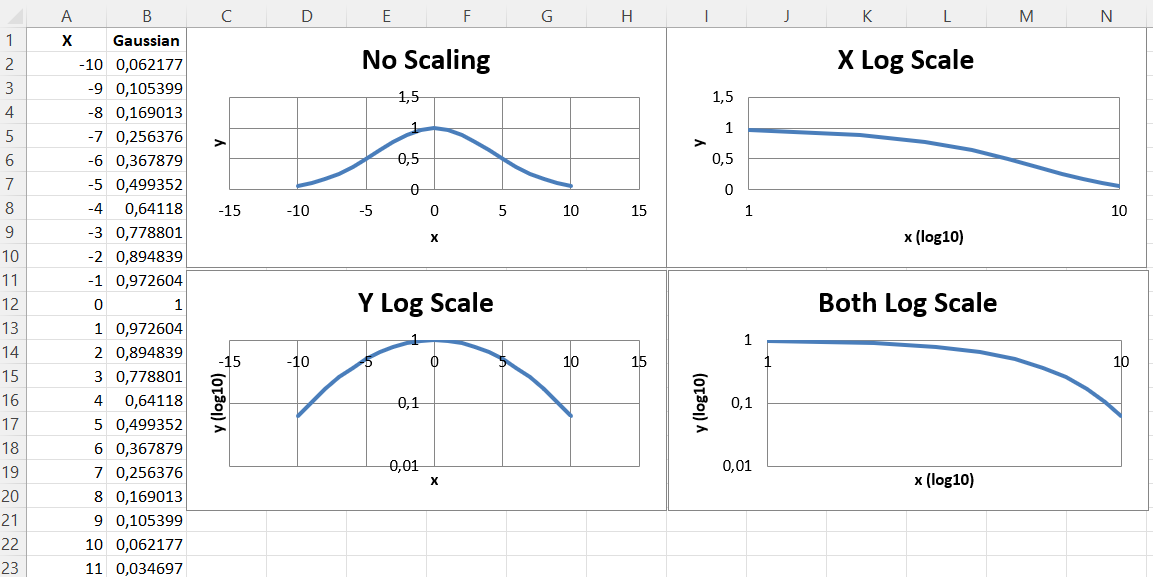 A B C D E F G H I J K L M N
1 X Gaussian
2 -10 0,062177
3 -9 0,105399
4 -8 0,169013
5 -7 0,256376
6 -6 0,367879
7 -5 0,499352
8 -4 0,64118
9 -3 0,778801
10 -2 0,894839
11 -1 0,972604
12 0 1
13 1 0,972604
14 2 0,894839
15 3 0,778801
16 4 0,64118
17 5 0,499352
18 6 0,367879
19 7 0,256376
20 8 0,169013
21 9 0,105399
22 10 0,062177
23 11 0,034697
No Scaling
1,5
1
0,5
0
y
-15 -10 -5 0 5 10 15
x
X Log Scale
1,5
1
0,5
0
y
1 10
x (log10)
Y Log Scale
1
-15 -10 -5 0 5 10 15
0,1
0,01
y (log10)
x
Both Log Scale
1
1 10
0,1
0,01
y (log10)
x (log10)